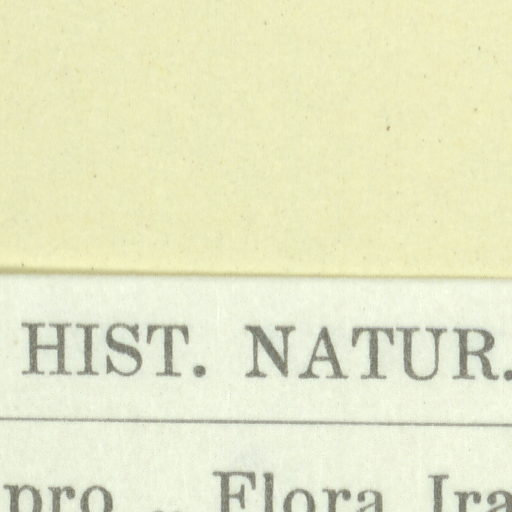 HIST. NATUR.
pro „Flora Ira